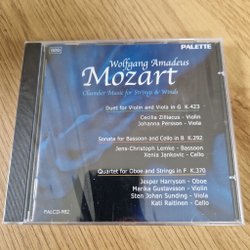 PALETTE
Wolfgang Amadeus
Mozart
Chamber Music for Strings & Winds
Duet for Violin and Viola in G K.423
Cecilia Zilliacus - Violin
Johanna Persson - Viola
Sonata for Bassoon and Cello in B K.292
Jens-Christoph Lemke - Bassoon
Xenia Jankovic - Cello
Quartet for Oboe and Strings in F K.370
Jesper Harryson - Oboe
Marika Gustavsson - Violin
Sten Johan Sunding - Viola
Kati Raitinen - Cello
PALCD-992